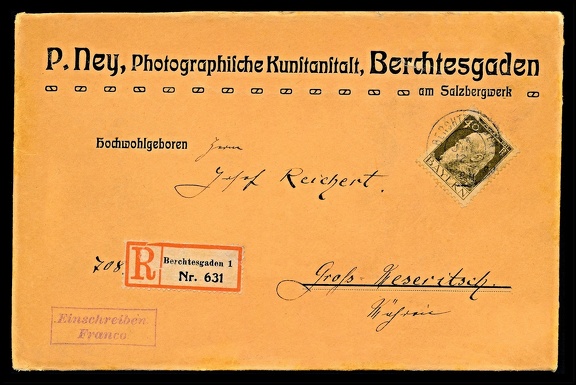 P. Ney, Photographische Kunstanstalt, Berchtesgaden
am Salzbergwerk
BAYERN
Hochwohlgeboren Herrn
Josef Reichert.
708.
R Berchtesgaden 1
Nr. 631
Gross-Meseritsch.
Mähren
Einschreiben
Franco